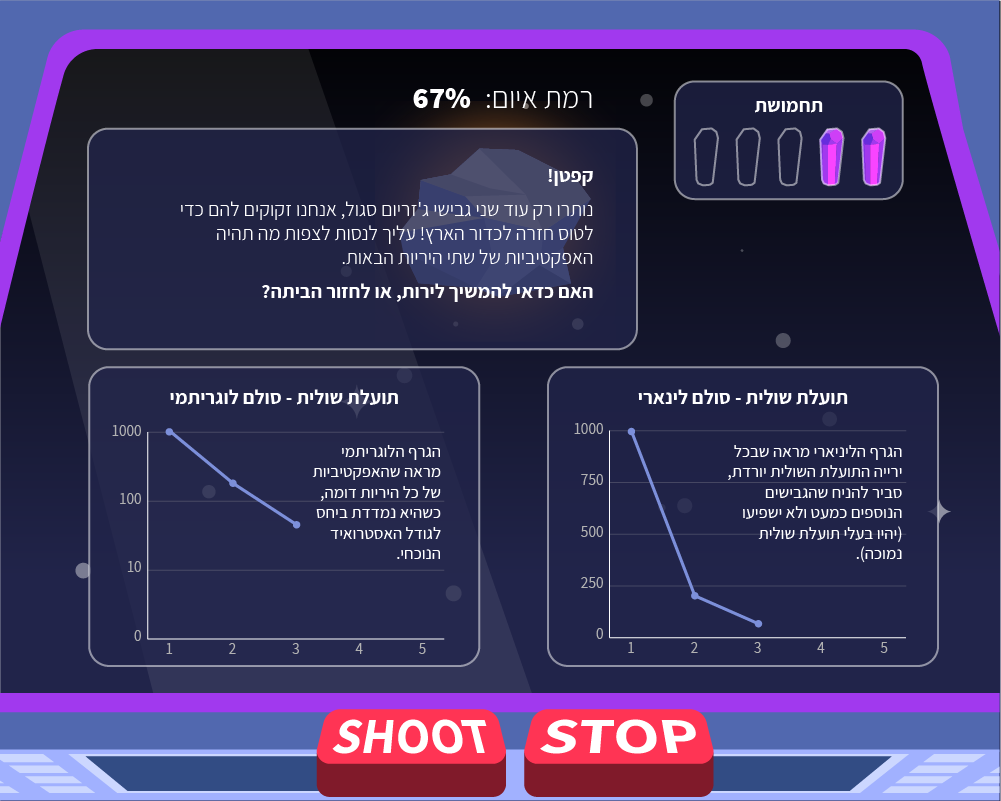 תחמושת
רמת איום: 67%
קפטן!
נותרו רק עוד שני גבישי ג'זריום סגול, אנחנו זקוקים להם כדי
לטוס חזרה לכדור הארץ! עליך לנסות לצפות מה תהיה
האפקטיביות של שתי היריות הבאות.
האם כדאי להמשיך לירות, או לחזור הביתה?
תועלת שולית - סולם לינארי
1000
750
500
250
0
1 2 3 4 5
הגרף הליניארי מראה שבכל
ירייה התועלת השולית יורדת,
סביר להניח שהגבישים
הנוספים כמעט ולא ישפיעו
(יהיו בעלי תועלת שולית
נמוכה).
תועלת שולית - סולם לוגריתמי
1000
100
10
0
1 2 3 4 5
הגרף הלוגריתמי
מראה שהאפקטיביות
של כל היריות דומה,
כשהיא נמדדת ביחס
לגודל האסטרואיד
הנוכחי.
SHOOT
STOP